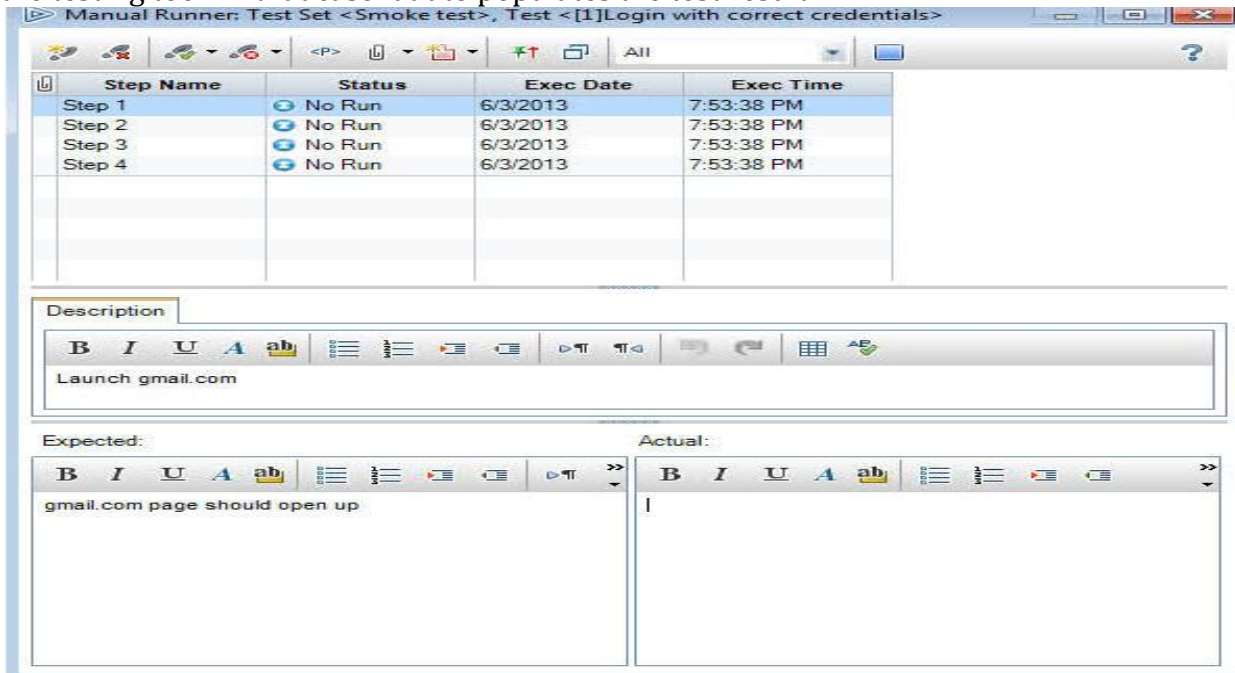 Manual Runner: Test Set <Smoke test>, Test <[1]Login with correct credentials>
<P> All ?
Step Name Status Exec Date Exec Time
Step 1 No Run 6/3/2013 7:53:38 PM
Step 2 No Run 6/3/2013 7:53:38 PM
Step 3 No Run 6/3/2013 7:53:38 PM
Step 4 No Run 6/3/2013 7:53:38 PM
Description
B I U A ab
Launch gmail.com
Expected: Actual:
B I U A ab B I U A ab
gmail.com page should open up